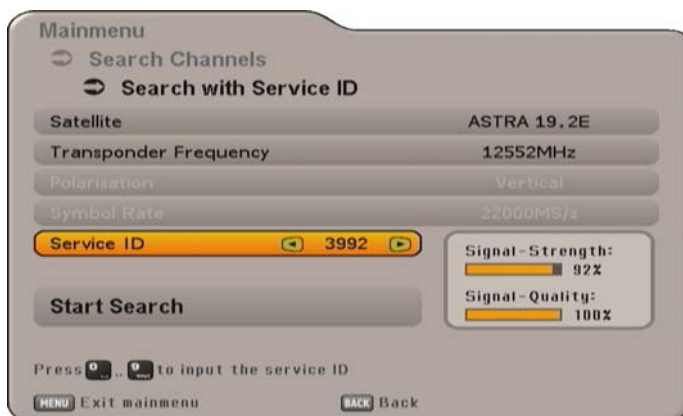 Mainmenu
Search Channels
Search with Service ID
Satellite ASTRA 19.2E
Transponder Frequency 12552MHz
Polarisation Vertical
Symbol Rate 22000MS/s
Service ID 3992
Signal-Strength:
92%
Signal-Quality:
100%
Start Search
Press 0 .. 9 to input the service ID
MENU Exit mainmenu BACK Back